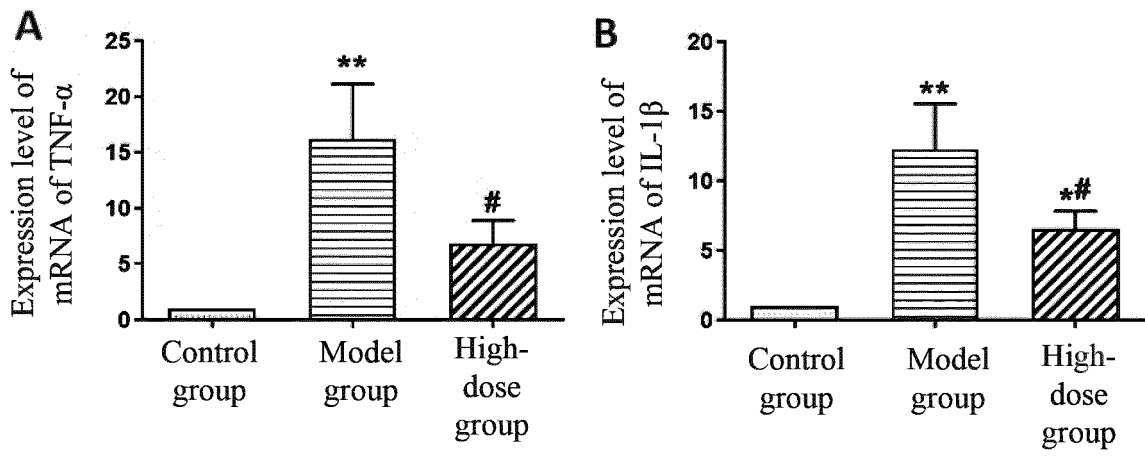 A
Expression level of
mRNA of TNF-α
25
20
15
10
5
0
**
#
Control
group
Model
group
High-
dose
group
B
Expression level of
mRNA of IL-1β
20
15
10
5
0
**
*#
Control
group
Model
group
High-
dose
group